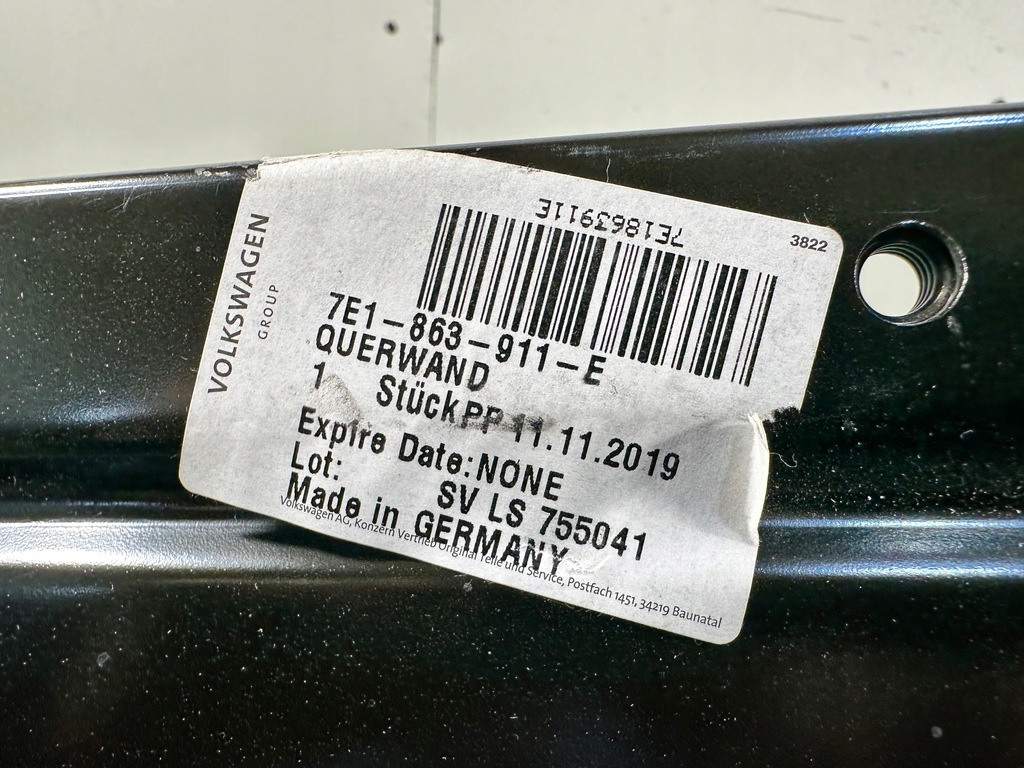 VOLKSWAGEN
GROUP
7E1863911E
3822
7E1-863-911-E
QUERWAND
1 Stück PP 11.11.2019
Expire Date: NONE
Lot: SV LS 755041
Made in GERMANY
Volkswagen AG, Konzern Vertrieb Original Teile und Service, Postfach 1451, 34219 Baunatal